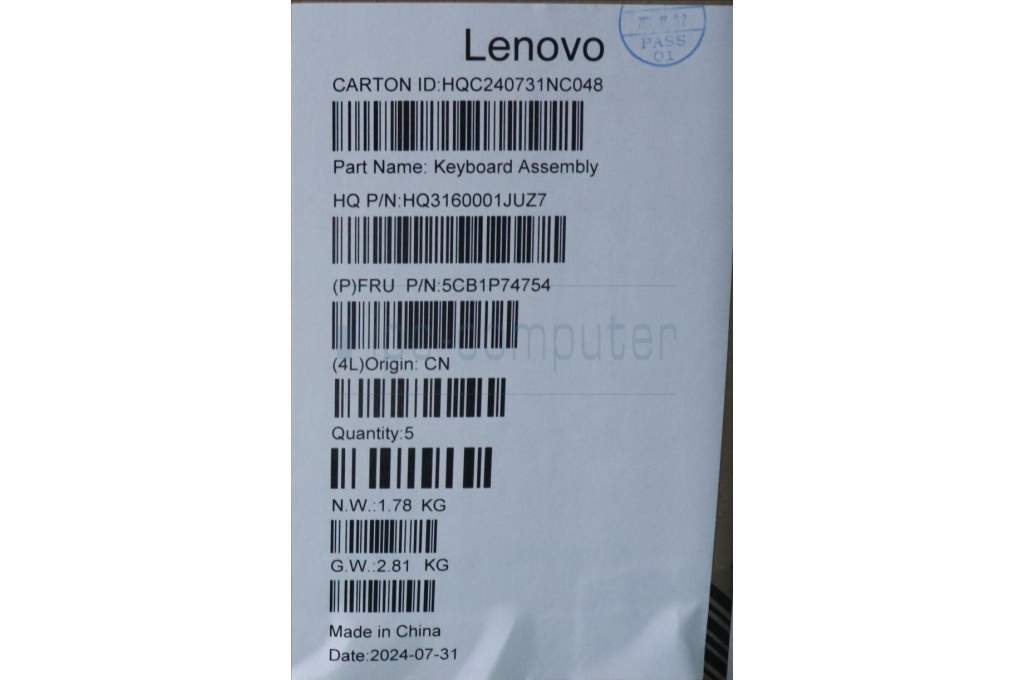 Lenovo
PASS
01
CARTON ID:HQC240731NC048
Part Name: Keyboard Assembly
HQ P/N:HQ3160001JUZ7
(P)FRU P/N:5CB1P74754
-computer
(4L)Origin: CN
Quantity:5
N.W.:1.78 KG
G.W.:2.81 KG
Made in China
Date:2024-07-31